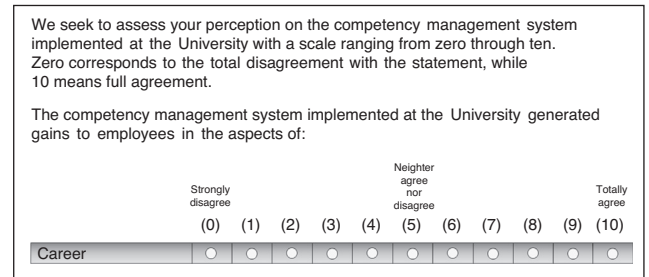 We seek to assess your perception on the competency management system
implemented at the University with a scale ranging from zero through ten.
Zero corresponds to the total disagreement with the statement, while
10 means full agreement.
The competency management system implemented at the University generated
gains to employees in the aspects of:
Strongly
disagree
Neighter
agree
nor
disagree
Totally
agree
(0) (1) (2) (3) (4) (5) (6) (7) (8) (9) (10)
Career